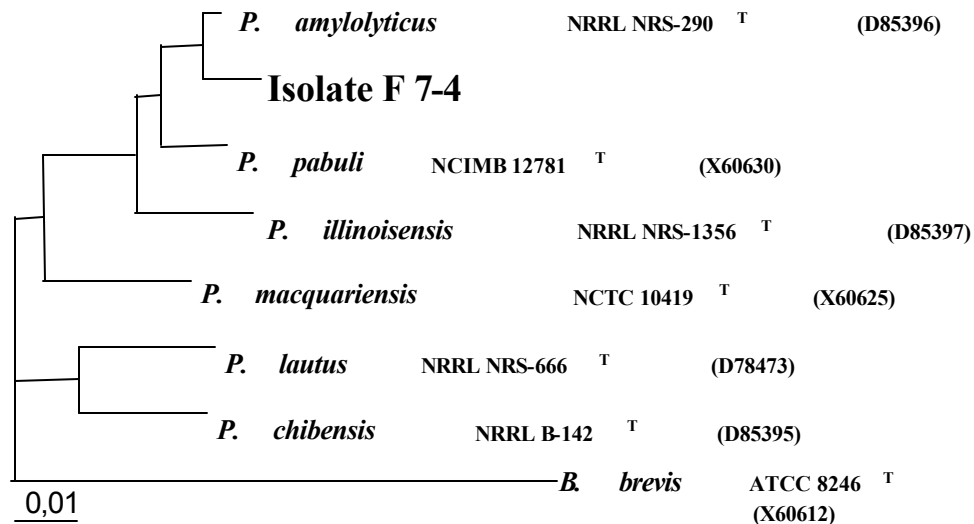 P. amylolyticus NRRL NRS-290 T (D85396)
Isolate F 7-4
P. pabuli NCIMB 12781 T (X60630)
P. illinoisensis NRRL NRS-1356 T (D85397)
P. macquariensis NCTC 10419 T (X60625)
P. lautus NRRL NRS-666 T (D78473)
P. chibensis NRRL B-142 T (D85395)
B. brevis ATCC 8246 T
(X60612)
0,01